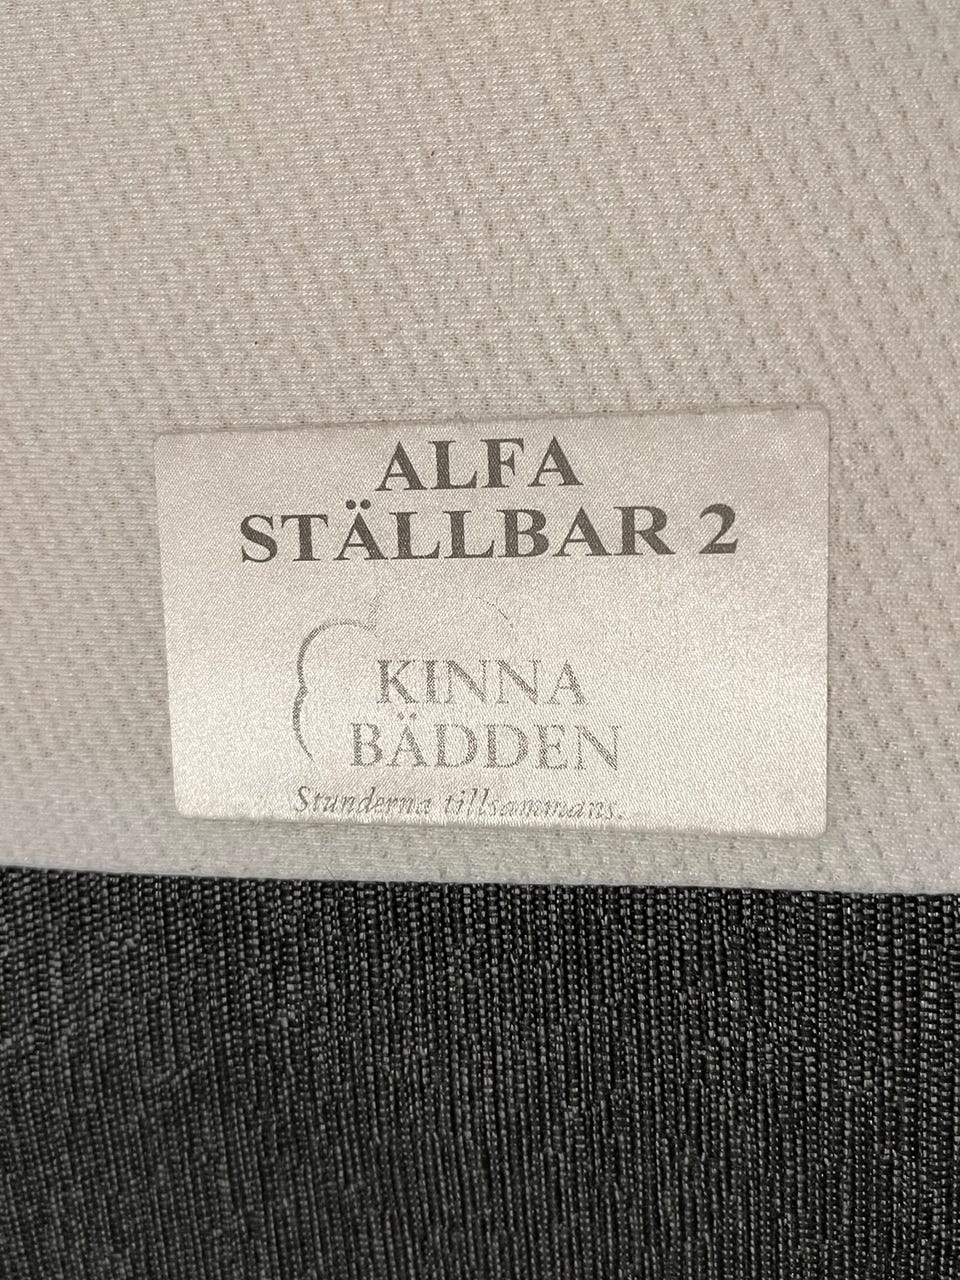 ALFA
STÄLLBAR 2
KINNA
BÄDDEN
Stunderna tillsammans.